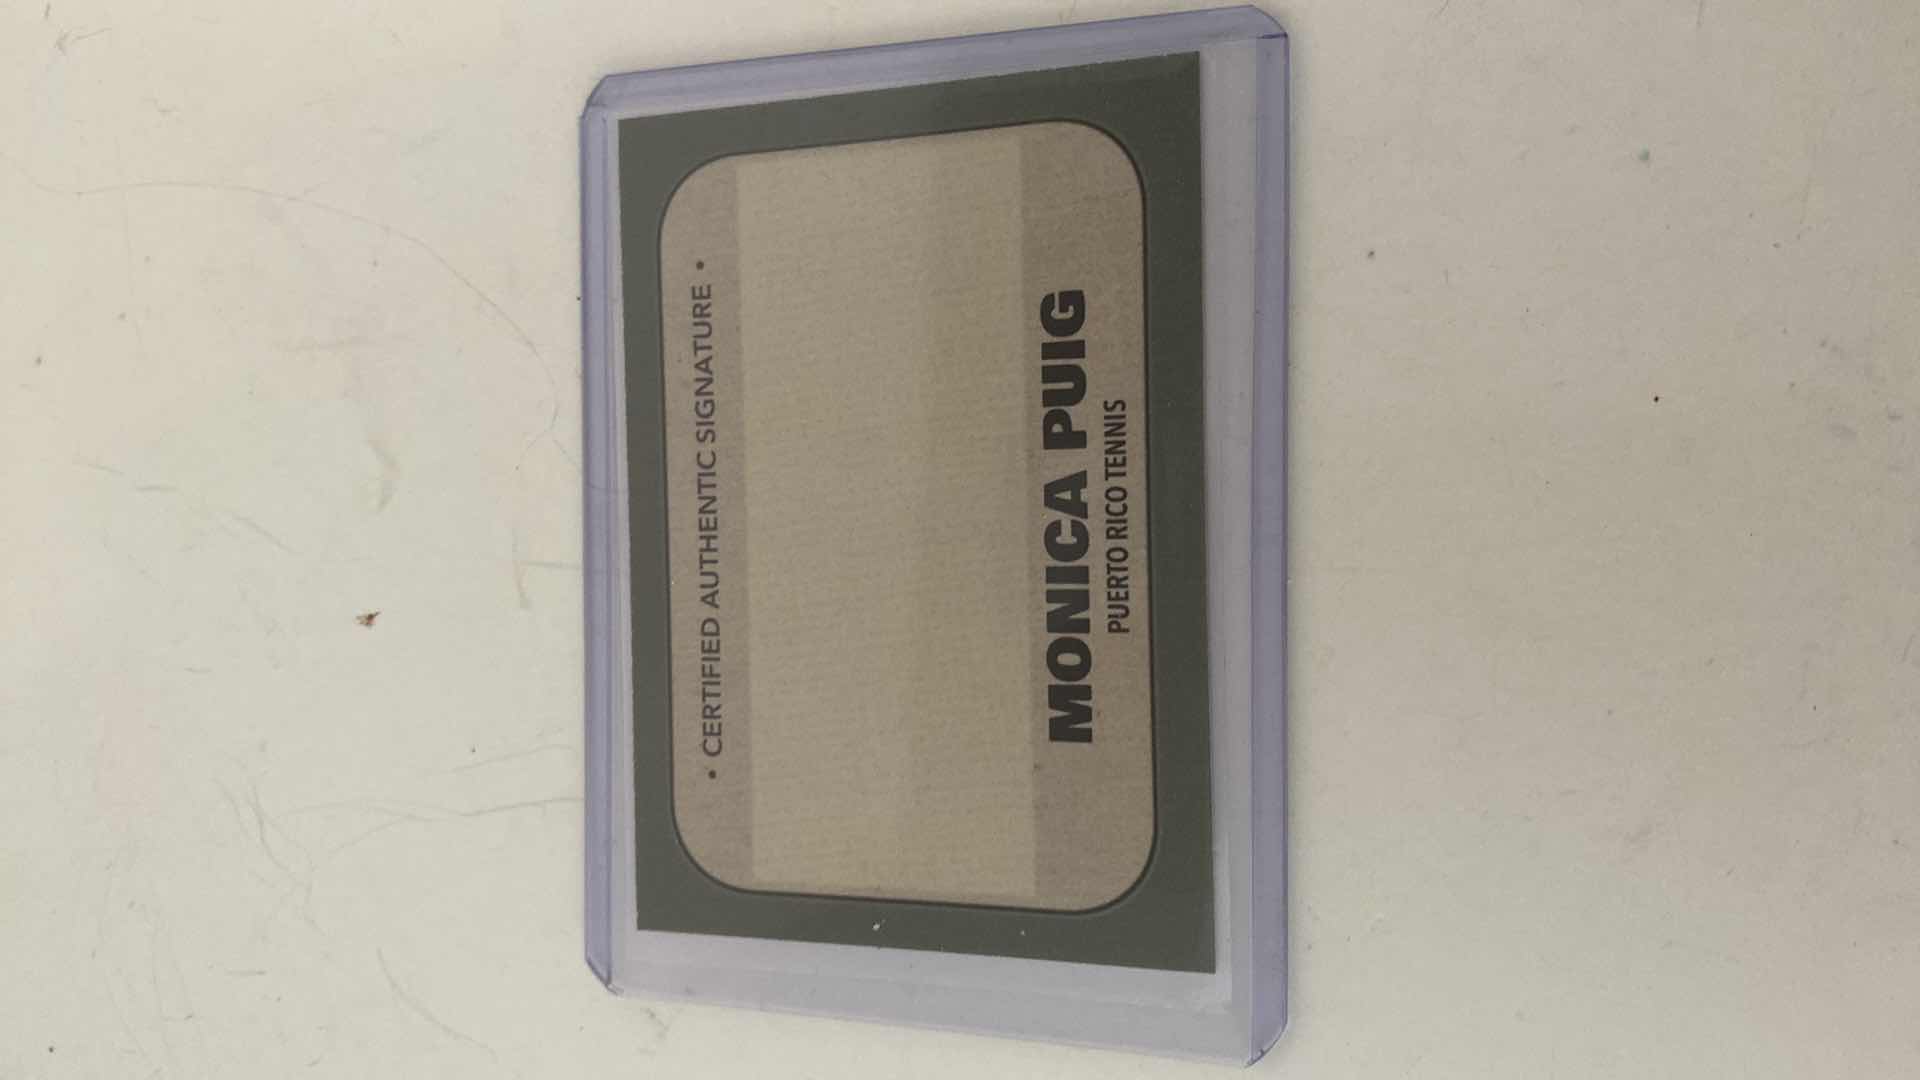 • CERTIFIED AUTHENTIC SIGNATURE •
MONICA PUIG
PUERTO RICO TENNIS